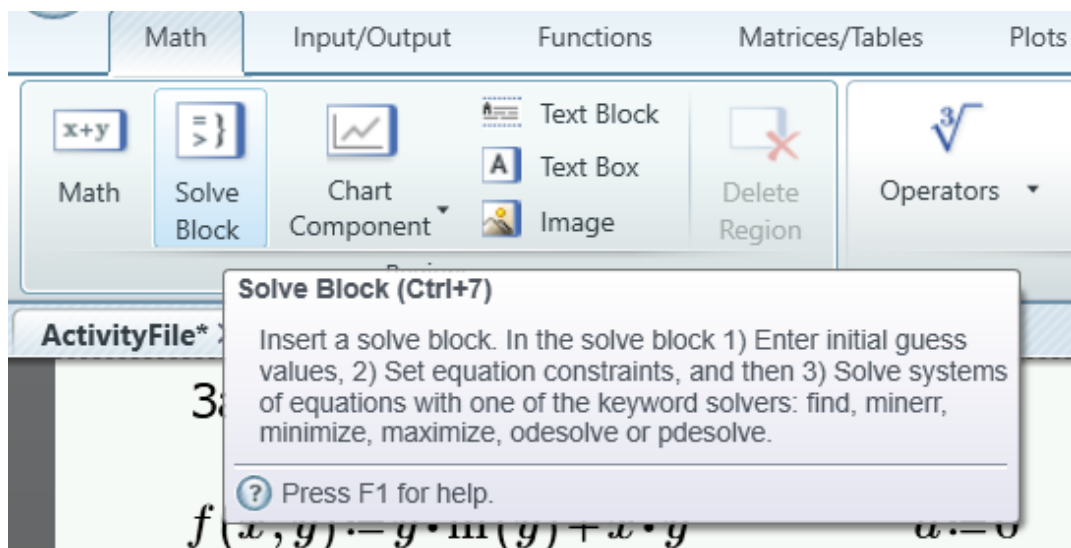 Math Input/Output Functions Matrices/Tables Plots
x+y
Math
= }
> }
Solve
Block
Chart
Component
A Text Block
A Text Box
Image
Delete
Region
3√
Operators
Solve Block (Ctrl+7)
ActivityFile*
Insert a solve block. In the solve block 1) Enter initial guess
values, 2) Set equation constraints, and then 3) Solve systems
of equations with one of the keyword solvers: find, minerr,
minimize, maximize, odesolve or pdesolve.
? Press F1 for help.
f(x,y):=y·ln(y)+x·y